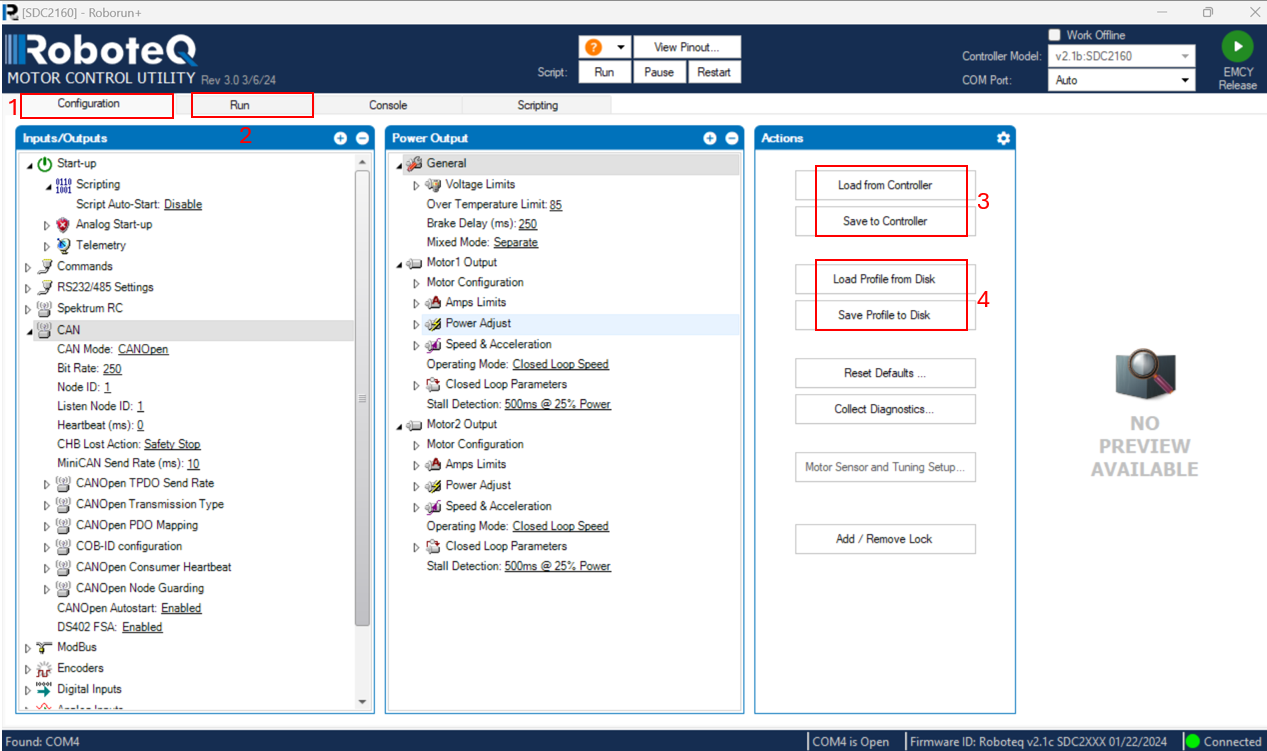 [SDC2160] - Roborun+
RoboteQ
MOTOR CONTROL UTILITY Rev 3.0 3/6/24
Script:
?
View Pinout...
Run
Pause
Restart
Work Offline
Controller Model:
v2.1b:SDC2160
COM Port:
Auto
EMCY
Release
1
Configuration
Run
2
Console
Scripting
Inputs/Outputs
Start-up
0110
1001
Scripting
Script Auto-Start: Disable
Analog Start-up
Telemetry
Commands
RS232/485 Settings
Spektrum RC
CAN
CAN Mode: CANOpen
Bit Rate: 250
Node ID: 1
Listen Node ID: 1
Heartbeat (ms): 0
CHB Lost Action: Safety Stop
MiniCAN Send Rate (ms): 10
CANOpen TPDO Send Rate
CANOpen Transmission Type
CANOpen PDO Mapping
COB-ID configuration
CANOpen Consumer Heartbeat
CANOpen Node Guarding
CANOpen Autostart: Enabled
DS402 FSA: Enabled
ModBus
Encoders
Digital Inputs
Analog Inputs
Power Output
General
Voltage Limits
Over Temperature Limit: 85
Brake Delay (ms): 250
Mixed Mode: Separate
Motor1 Output
Motor Configuration
Amps Limits
Power Adjust
Speed & Acceleration
Operating Mode: Closed Loop Speed
Closed Loop Parameters
Stall Detection: 500ms @ 25% Power
Motor2 Output
Motor Configuration
Amps Limits
Power Adjust
Speed & Acceleration
Operating Mode: Closed Loop Speed
Closed Loop Parameters
Stall Detection: 500ms @ 25% Power
Actions
Load from Controller
Save to Controller
3
Load Profile from Disk
Save Profile to Disk
4
Reset Defaults ...
Collect Diagnostics...
Motor Sensor and Tuning Setup...
Add / Remove Lock
NO
PREVIEW
AVAILABLE
Found: COM4
COM4 is Open
Firmware ID: Roboteq v2.1c SDC2XXX 01/22/2024
Connected